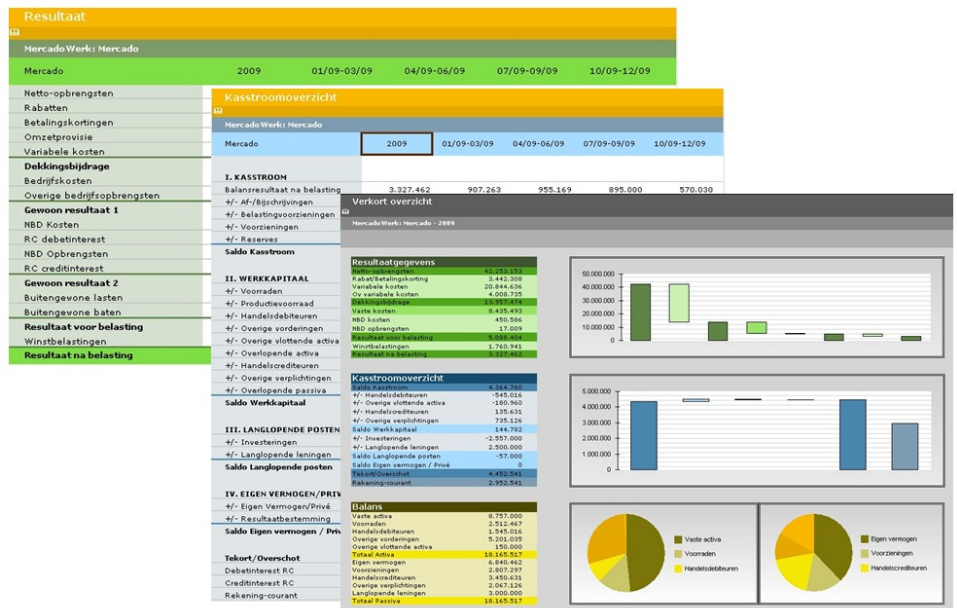 Resultaat
MercadoWerk: Mercado
Mercado 2009 01/09-03/09 04/09-06/09 07/09-09/09 10/09-12/09
Netto-opbrengsten
Rabatten
Betalingskortingen
Omzetprovisie
Variabele kosten
Dekkingsbijdrage
Bedrijfskosten
Overige bedrijfsopbrengsten
Gewoon resultaat 1
NBD Kosten
RC debetinterest
NBD Opbrengsten
RC creditinterest
Gewoon resultaat 2
Buitengewone lasten
Buitengewone baten
Resultaat voor belasting
Winstbelastingen
Resultaat na belasting
Kasstroomoverzicht
MercadoWerk: Mercado
Mercado 2009 01/09-03/09 04/09-06/09 07/09-09/09 10/09-12/09
I. KASSTROOM
Balansresultaat na belasting 3.327.462 907.263 955.169 895.000 570.030
+/- Af-/Bijschrijvingen
+/- Belastingvoorzieningen
+/- Voorzieningen
+/- Reserves
Saldo Kasstroom
II. WERKKAPITAAL
+/- Voorraden
+/- Productievoorraad
+/- Handelsdebiteuren
+/- Overige vorderingen
+/- Overige vlottende activa
+/- Overlopende activa
+/- Handelscrediteuren
+/- Overige verplichtingen
+/- Overlopende passiva
Saldo Werkkapitaal
III. LANGLOPENDE POSTEN
+/- Investeringen
+/- Langlopende leningen
Saldo Langlopende posten
IV. EIGEN VERMOGEN/PRIV
+/- Eigen Vermogen/Privé
+/- Resultaatbestemming
Saldo Eigen vermogen / Priv
Tekort/Overschot
Debetinterest RC
Creditinterest RC
Rekening-courant
Verkort overzicht
MercadoWerk: Mercado - 2009
Resultaatgegevens
Netto-opbrengsten 42.253.153
Rabat/Betalingskorting 3.442.308
Variabele kosten 20.844.636
Ov variabele kosten 4.008.735
Dekkingsbijdrage 13.957.474
Vaste kosten 8.435.493
NBD kosten 450.586
NBD opbrengsten 17.009
Resultaat voor belasting 5.088.404
Winstbelastingen 1.760.941
Resultaat na belasting 3.327.462
50.000.000
40.000.000
30.000.000
20.000.000
10.000.000
0
Kasstroomoverzicht
Saldo Kasstroom 4.364.760
+/- Handelsdebiteuren -545.016
+/- Overige vlottende activa -180.960
+/- Handelscrediteuren 135.631
+/- Overige verplichtingen 735.126
Saldo Werkkapitaal 144.782
+/- Investeringen -2.557.000
+/- Langlopende leningen 2.500.000
Saldo Langlopende posten -57.000
Saldo Eigen vermogen / Privé 0
Tekort/Overschot 4.452.541
Rekening-courant 2.952.541
5.000.000
4.000.000
3.000.000
2.000.000
1.000.000
0
Balans
Vaste activa 8.757.000
Voorraden 2.512.467
Handelsdebiteuren 1.545.016
Overige vorderingen 5.201.035
Overige vlottende activa 150.000
Totaal Activa 18.165.517
Eigen vermogen 6.840.462
Voorzieningen 2.807.297
Handelscrediteuren 3.450.631
Overige verplichtingen 2.067.126
Langlopende leningen 3.000.000
Totaal Passiva 18.165.517
Vaste activa
Voorraden
Handelsdebiteuren
Eigen vermogen
Voorzieningen
Handelscrediteuren